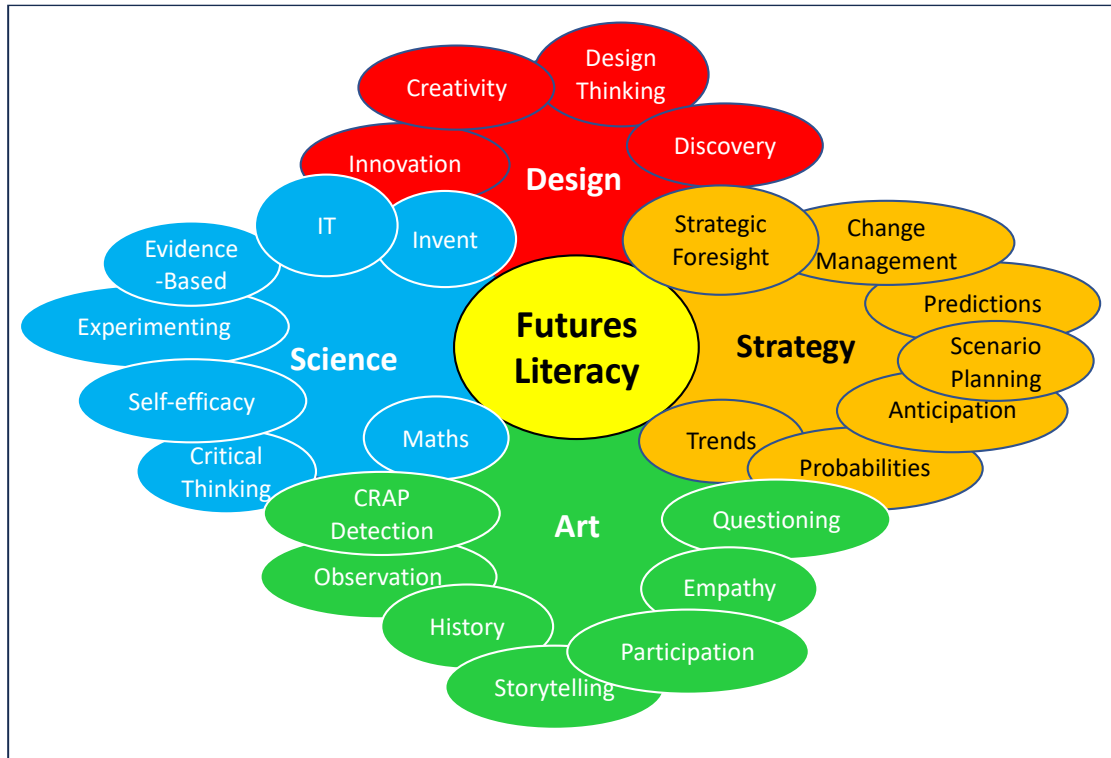 Design
Thinking
Creativity
Discovery
Innovation
Design
IT
Invent
Strategic
Foresight
Change
Management
Evidence
-Based
Predictions
Experimenting
Futures
Literacy
Science
Strategy
Scenario
Planning
Self-efficacy
Anticipation
Maths
Trends
Critical
Thinking
Probabilities
CRAP
Detection
Art
Questioning
Observation
Empathy
History
Participation
Storytelling